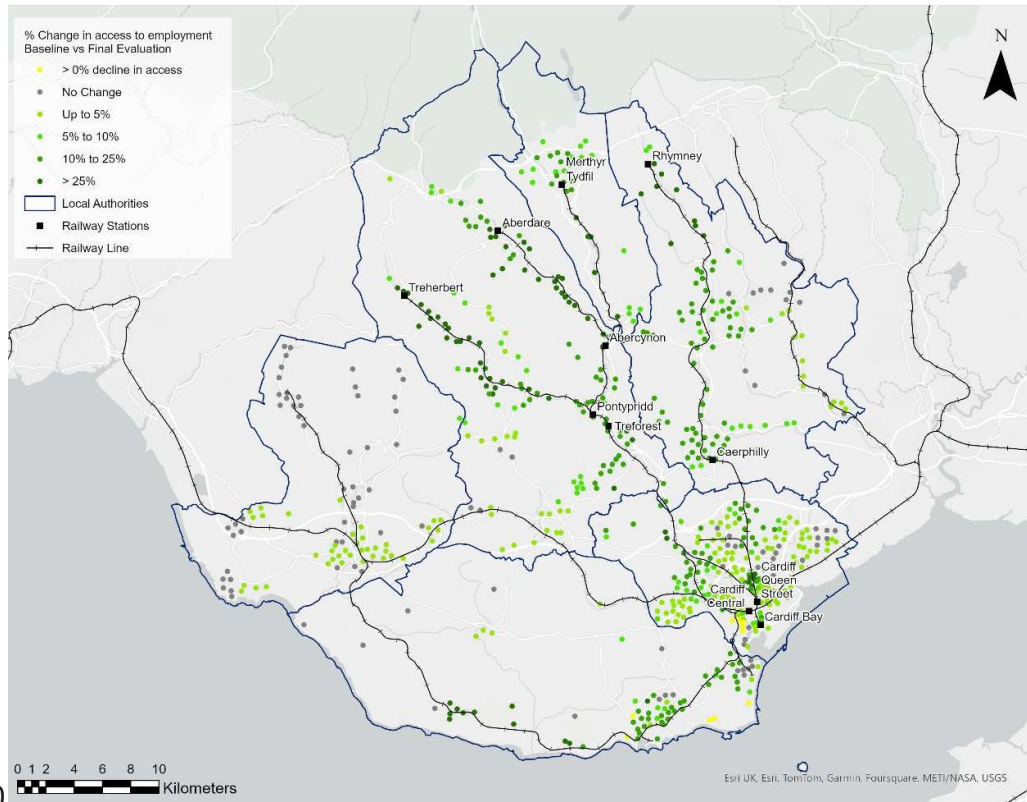 % Change in access to employment
Baseline vs Final Evaluation
> 0% decline in access
No Change
Up to 5%
5% to 10%
10% to 25%
> 25%
Local Authorities
Railway Stations
Railway Line
N
Merthyr
Tydfil
Rhymney
Aberdare
Treherbert
Abercynon
Pontypridd
Treforest
Caerphilly
Cardiff
Queen
Street
Cardiff
Central
Cardiff Bay
0 1 2 4 6 8 10
Kilometers
Esri UK, Esri, TomTom, Garmin, Foursquare, METI/NASA, USGS